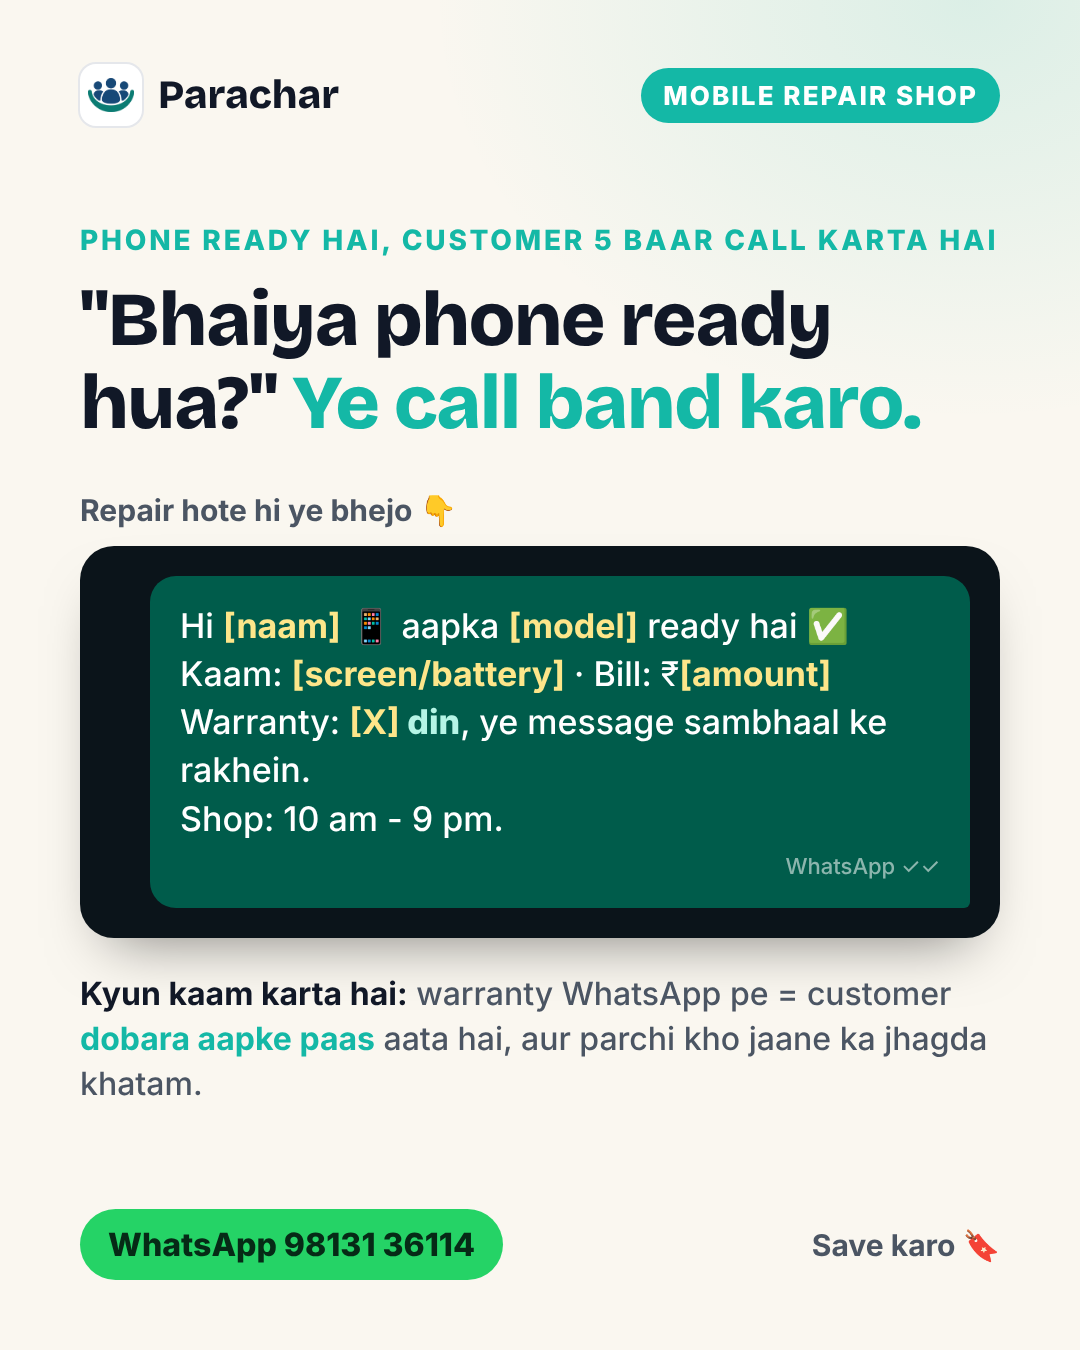 Parachar
MOBILE REPAIR SHOP
PHONE READY HAI, CUSTOMER 5 BAAR CALL KARTA HAI
"Bhaiya phone ready
hua?" Ye call band karo.
Repair hote hi ye bhejo 👇
Hi [naam] 📱 aapka [model] ready hai ✅
Kaam: [screen/battery] · Bill: ₹[amount]
Warranty: [X] din, ye message sambhaal ke
rakhein.
Shop: 10 am - 9 pm.
WhatsApp ✓✓
Kyun kaam karta hai: warranty WhatsApp pe = customer
dobara aapke paas aata hai, aur parchi kho jaane ka jhagda
khatam.
WhatsApp 98131 36114
Save karo 🔖